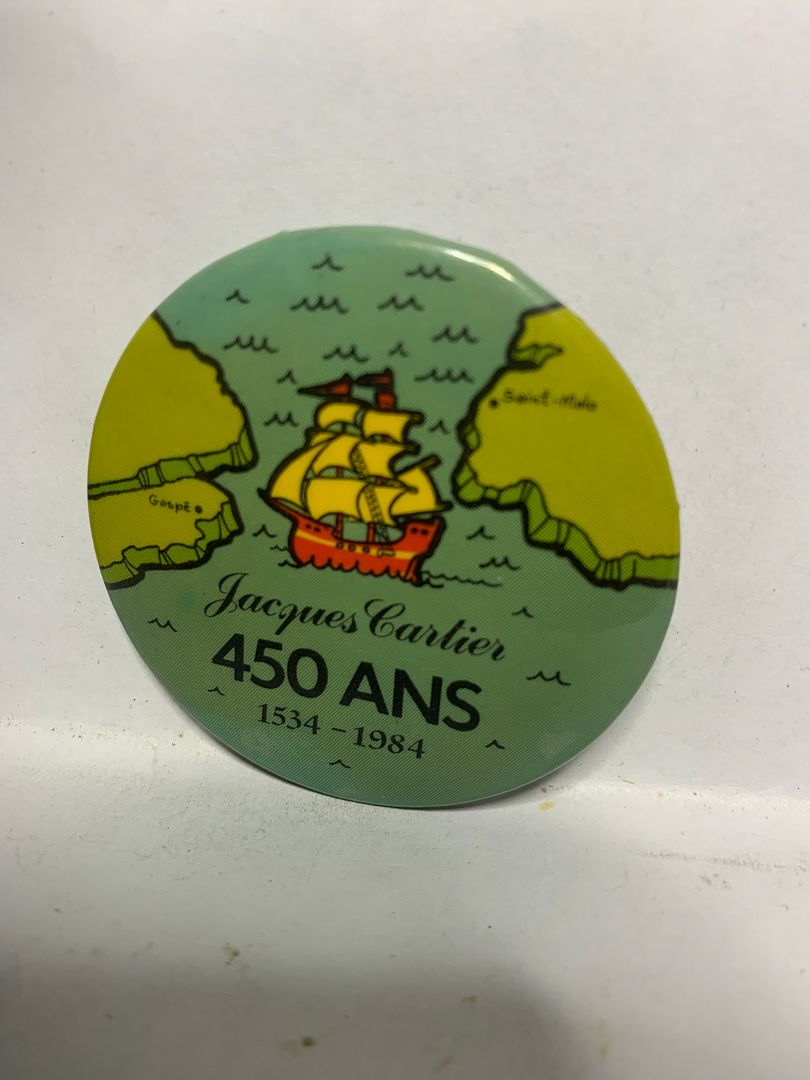 Saint-Malo
Gaspé
Jacques Cartier
450 ANS
1534 - 1984